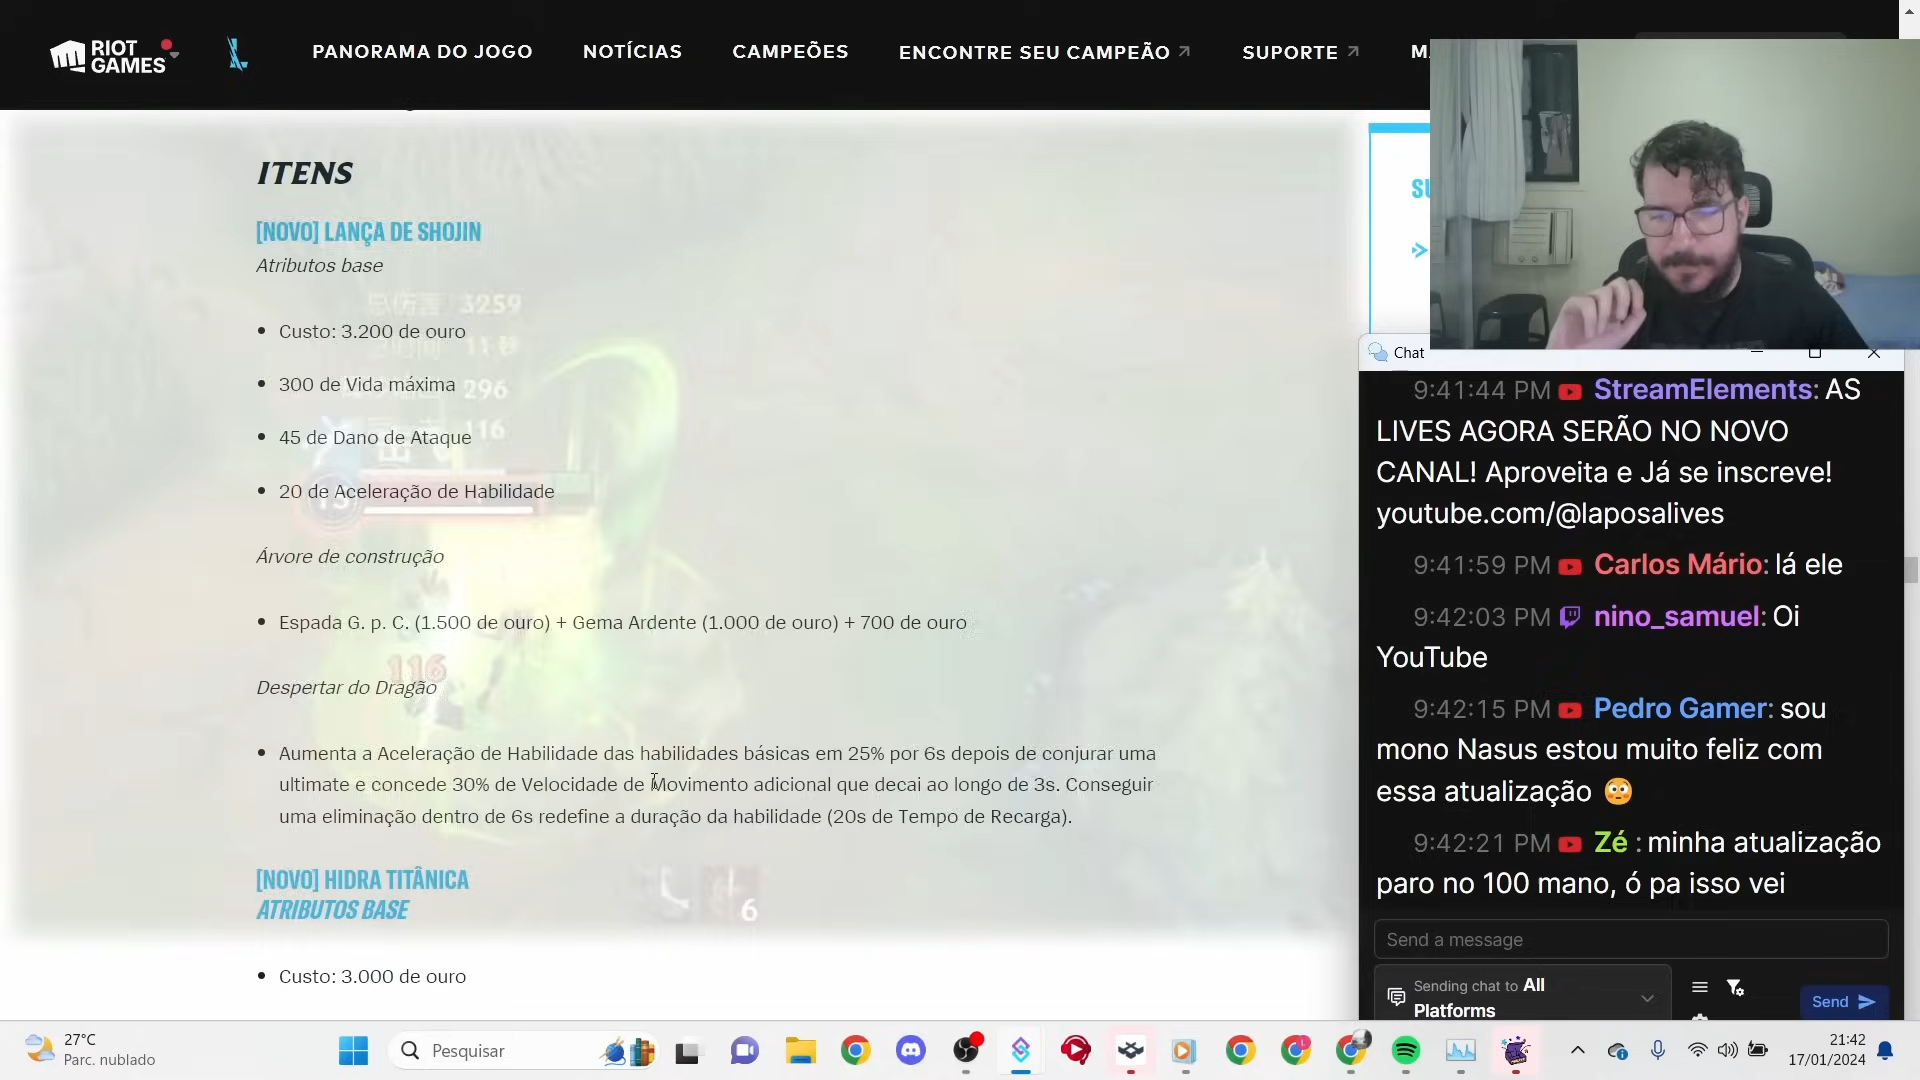 RIOT
GAMES
PANORAMA DO JOGO
NOTÍCIAS
CAMPEÕES
ENCONTRE SEU CAMPEÃO
SUPORTE
ITENS
[NOVO] LANÇA DE SHOJIN
Atributos base
3259
• Custo: 3.200 de ouro
• 300 de Vida máxima
296
• 45 de Dano de Ataque
116
• 20 de Aceleração de Habilidade
Árvore de construção
• Espada G. p. C. (1.500 de ouro) + Gema Ardente (1.000 de ouro) + 700 de ouro
116
Despertar do Dragão
• Aumenta a Aceleração de Habilidade das habilidades básicas em 25% por 6s depois de conjurar uma
ultimate e concede 30% de Velocidade de Movimento adicional que decai ao longo de 3s. Conseguir
uma eliminação dentro de 6s redefine a duração da habilidade (20s de Tempo de Recarga).
[NOVO] HIDRA TITÂNICA
ATRIBUTOS BASE
6
• Custo: 3.000 de ouro
Chat
9:41:44 PM StreamElements: AS
LIVES AGORA SERÃO NO NOVO
CANAL! Aproveita e Já se inscreve!
youtube.com/@laposalives
9:41:59 PM Carlos Mário: lá ele
9:42:03 PM nino_samuel: Oi
YouTube
9:42:15 PM Pedro Gamer: sou
mono Nasus estou muito feliz com
essa atualização 😳
9:42:21 PM Zé : minha atualização
paro no 100 mano, ó pa isso vei
Send a message
Sending chat to All
Platforms
Send
27°C
Parc. nublado
Pesquisar
21:42
17/01/2024